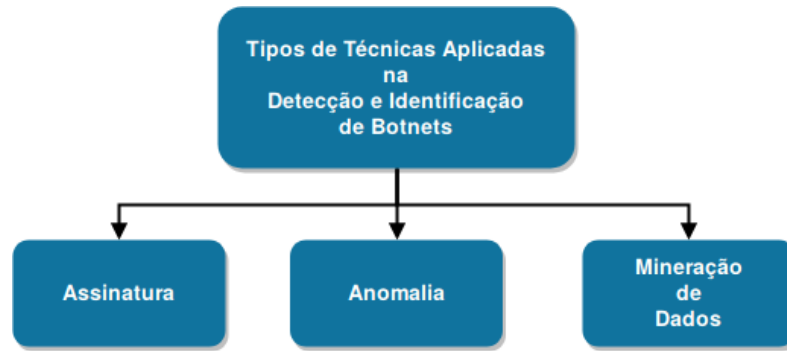 Tipos de Técnicas Aplicadas
na
Detecção e Identificação
de Botnets
Assinatura
Anomalia
Mineração
de
Dados